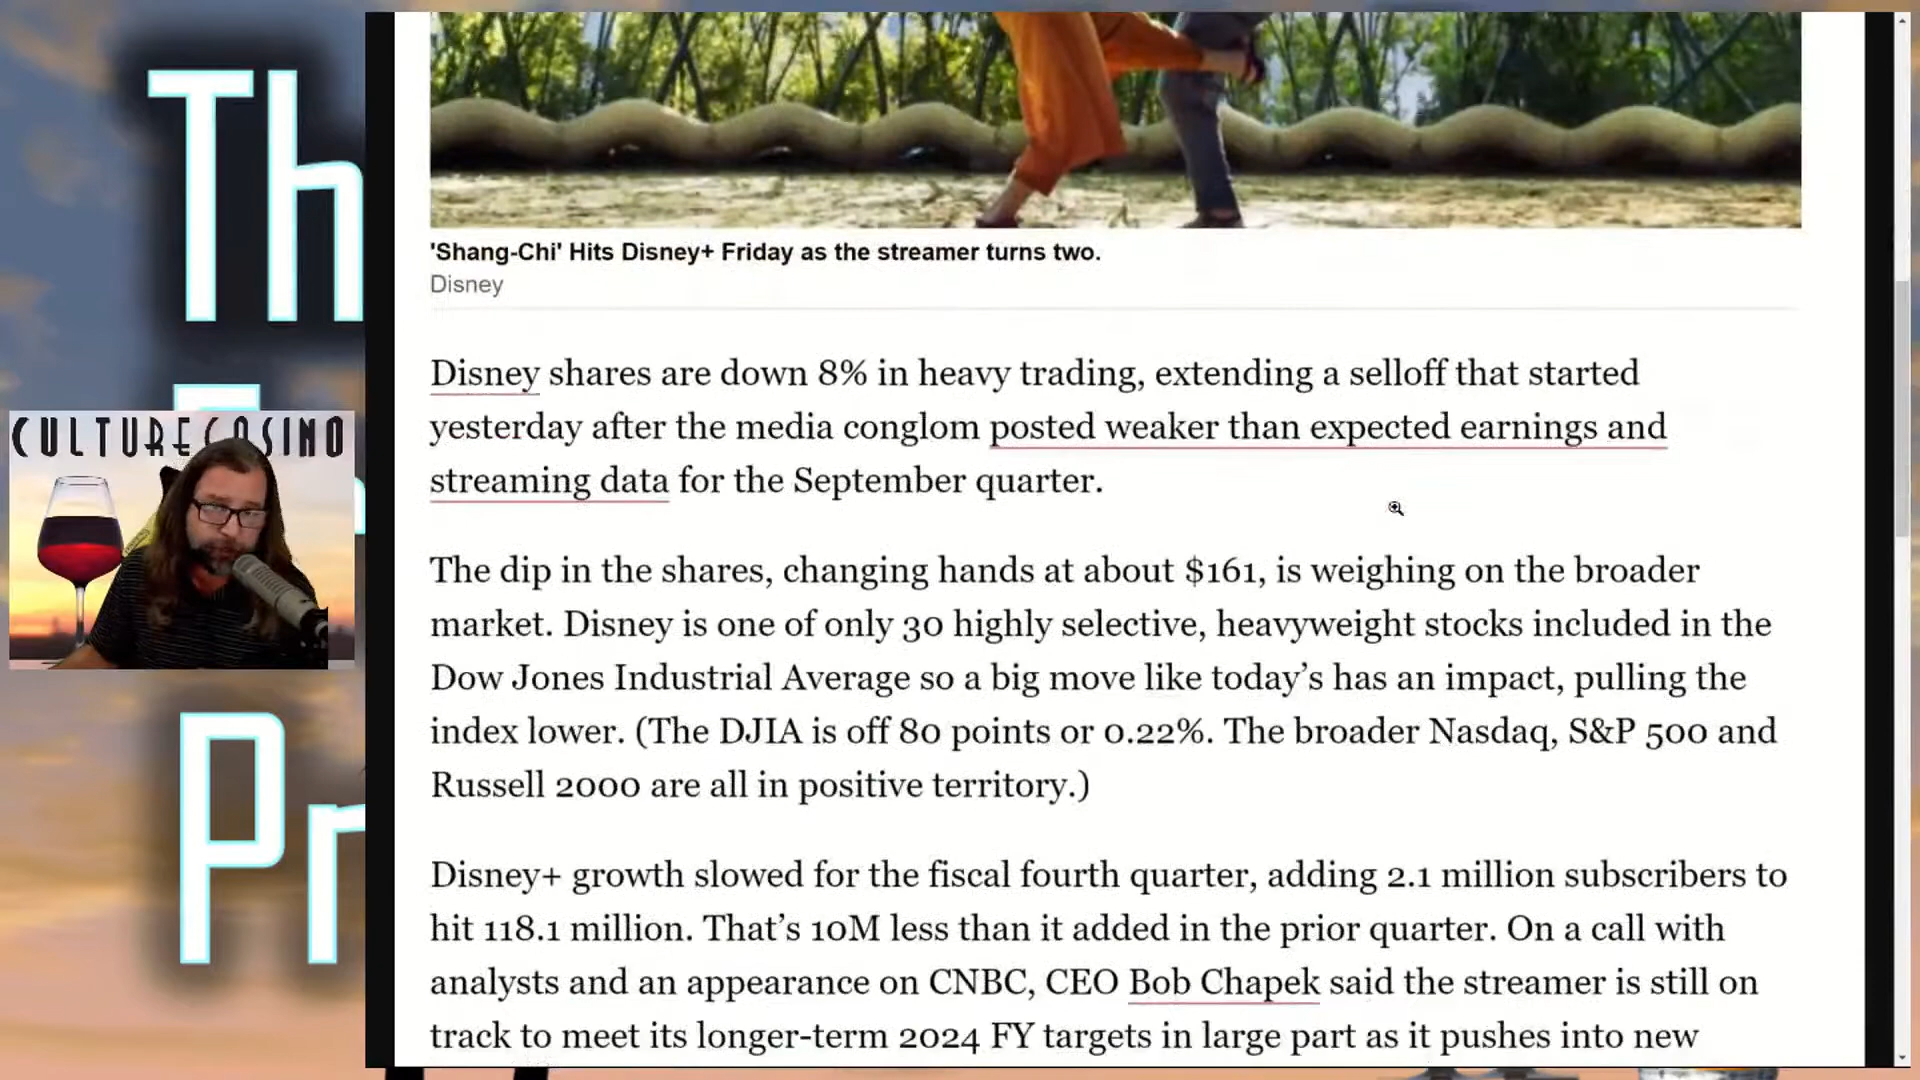 Th
CULTURECASINO
Pr
'Shang-Chi' Hits Disney+ Friday as the streamer turns two.
Disney
Disney shares are down 8% in heavy trading, extending a selloff that started
yesterday after the media conglom posted weaker than expected earnings and
streaming data for the September quarter.
The dip in the shares, changing hands at about $161, is weighing on the broader
market. Disney is one of only 30 highly selective, heavyweight stocks included in the
Dow Jones Industrial Average so a big move like today’s has an impact, pulling the
index lower. (The DJIA is off 80 points or 0.22%. The broader Nasdaq, S&P 500 and
Russell 2000 are all in positive territory.)
Disney+ growth slowed for the fiscal fourth quarter, adding 2.1 million subscribers to
hit 118.1 million. That’s 10M less than it added in the prior quarter. On a call with
analysts and an appearance on CNBC, CEO Bob Chapek said the streamer is still on
track to meet its longer-term 2024 FY targets in large part as it pushes into new